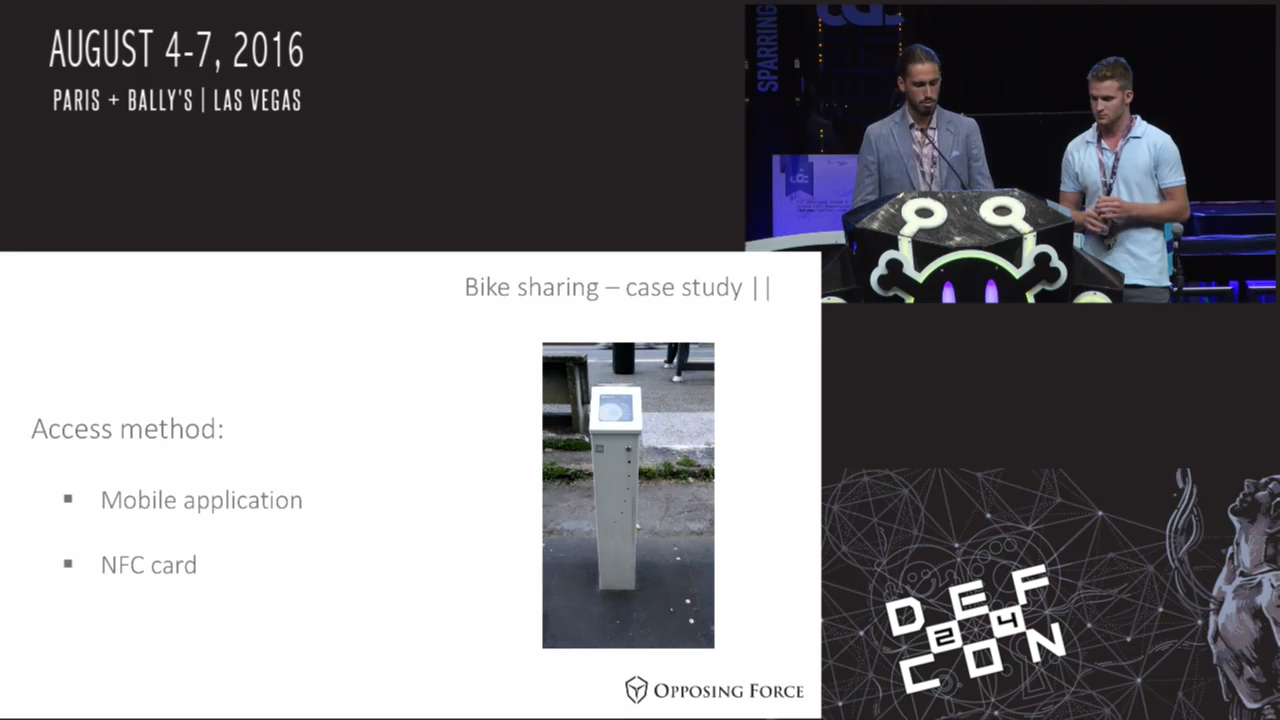 AUGUST 4-7, 2016
PARIS + BALLY'S | LAS VEGAS
SPARRING
Bike sharing – case study ||
Access method:
▪ Mobile application
▪ NFC card
OPPOSING FORCE
DEF
24
CON